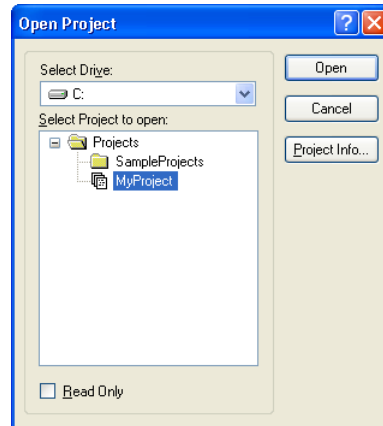 Open Project
Select Drive:
C:
Open
Cancel
Select Project to open:
Project Info...
Projects
SampleProjects
MyProject
Read Only